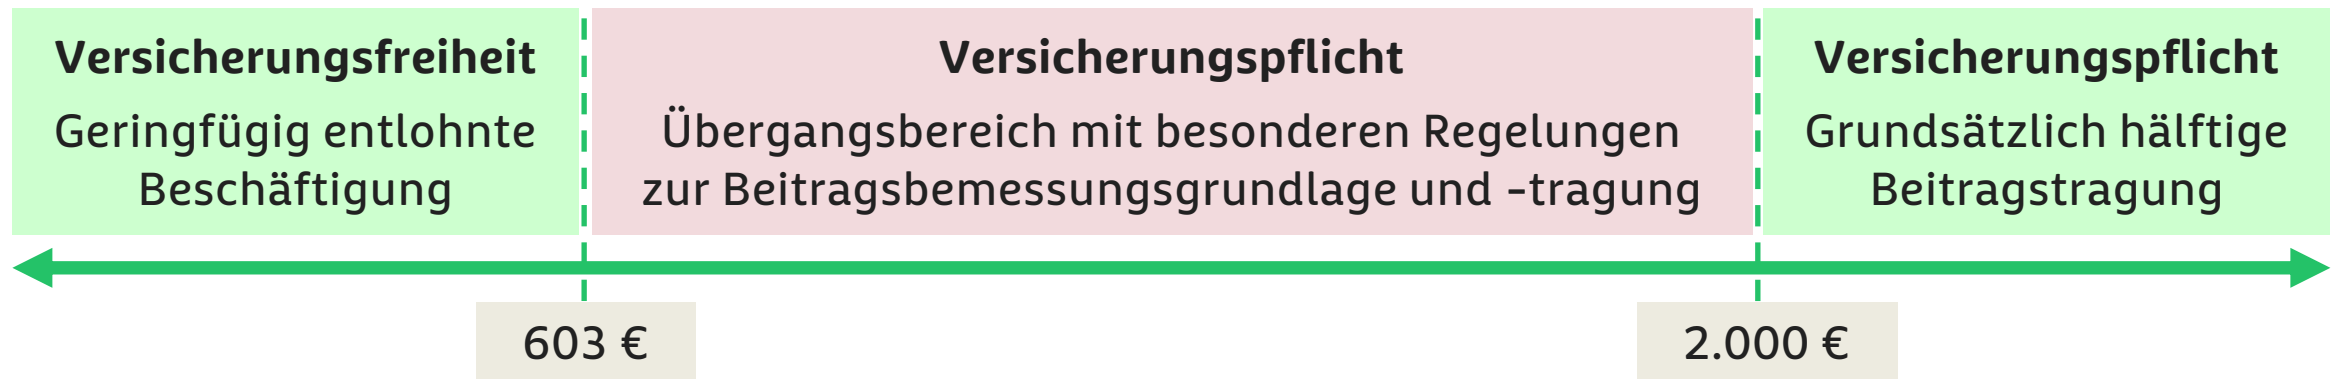 Versicherungsfreiheit
Geringfügig entlohnte
Beschäftigung
Versicherungspflicht
Übergangsbereich mit besonderen Regelungen
zur Beitragsbemessungsgrundlage und -tragung
Versicherungspflicht
Grundsätzlich hälftige
Beitragstragung
603 €
2.000 €